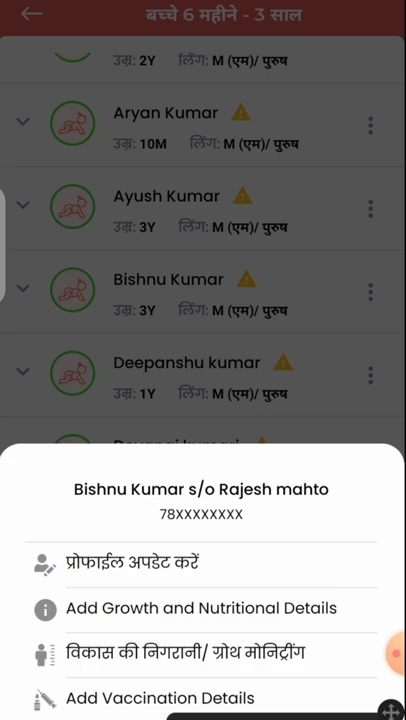 बच्चे 6 महीने - 3 साल
उम्र: 2Y लिंग: M (एम)/ पुरुष
Aryan Kumar
उम्र: 10M लिंग: M (एम)/ पुरुष
Ayush Kumar
उम्र: 3Y लिंग: M (एम)/ पुरुष
Bishnu Kumar
उम्र: 3Y लिंग: M (एम)/ पुरुष
Deepanshu kumar
उम्र: 1Y लिंग: M (एम)/ पुरुष
Bishnu Kumar s/o Rajesh mahto
78XXXXXXXX
प्रोफाईल अपडेट करें
Add Growth and Nutritional Details
विकास की निगरानी/ ग्रोथ मोनिट्रींग
Add Vaccination Details